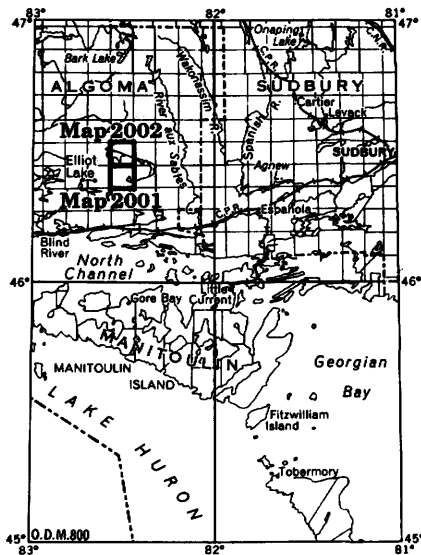 47°
82°
47°
81°
Onaping Lake
Bark Lake
C.P.R.
C.N.R.
Wakonassin R.
ALGOMA
SUDBURY
River aux Sables
Spanish R.
Cartier
Levack
Map 2002
SUDBURY
Elliot Lake
Agnew L.
Map 2001
C.P.R.
Espanola
Blind River
North Channel
46°
Little Current
46°
Gore Bay
MANITOULIN
MANITOULIN ISLAND
Georgian Bay
LAKE HURON
Fitzwilliam Island
Tobermory
O.D.M.800
45°
83°
82°
45°
81°